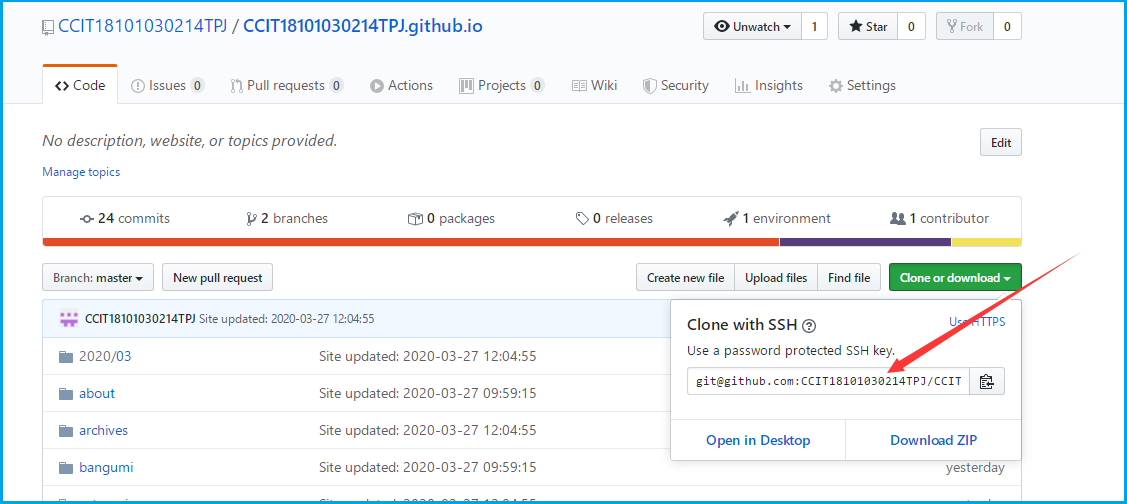 CCIT18101030214TPJ / CCIT18101030214TPJ.github.io
Unwatch 1 Star 0 Fork 0
Code Issues 0 Pull requests 0 Actions Projects 0 Wiki Security Insights Settings
No description, website, or topics provided.
Edit
Manage topics
24 commits 2 branches 0 packages 0 releases 1 environment 1 contributor
Branch: master New pull request Create new file Upload files Find file Clone or download
CCIT18101030214TPJ Site updated: 2020-03-27 12:04:55
2020/03 Site updated: 2020-03-27 12:04:55
about Site updated: 2020-03-27 09:59:15
archives Site updated: 2020-03-27 12:04:55
bangumi Site updated: 2020-03-27 09:59:15 yesterday
Clone with SSH Use HTTPS
Use a password protected SSH key.
git@github.com:CCIT18101030214TPJ/CCIT
Open in Desktop Download ZIP